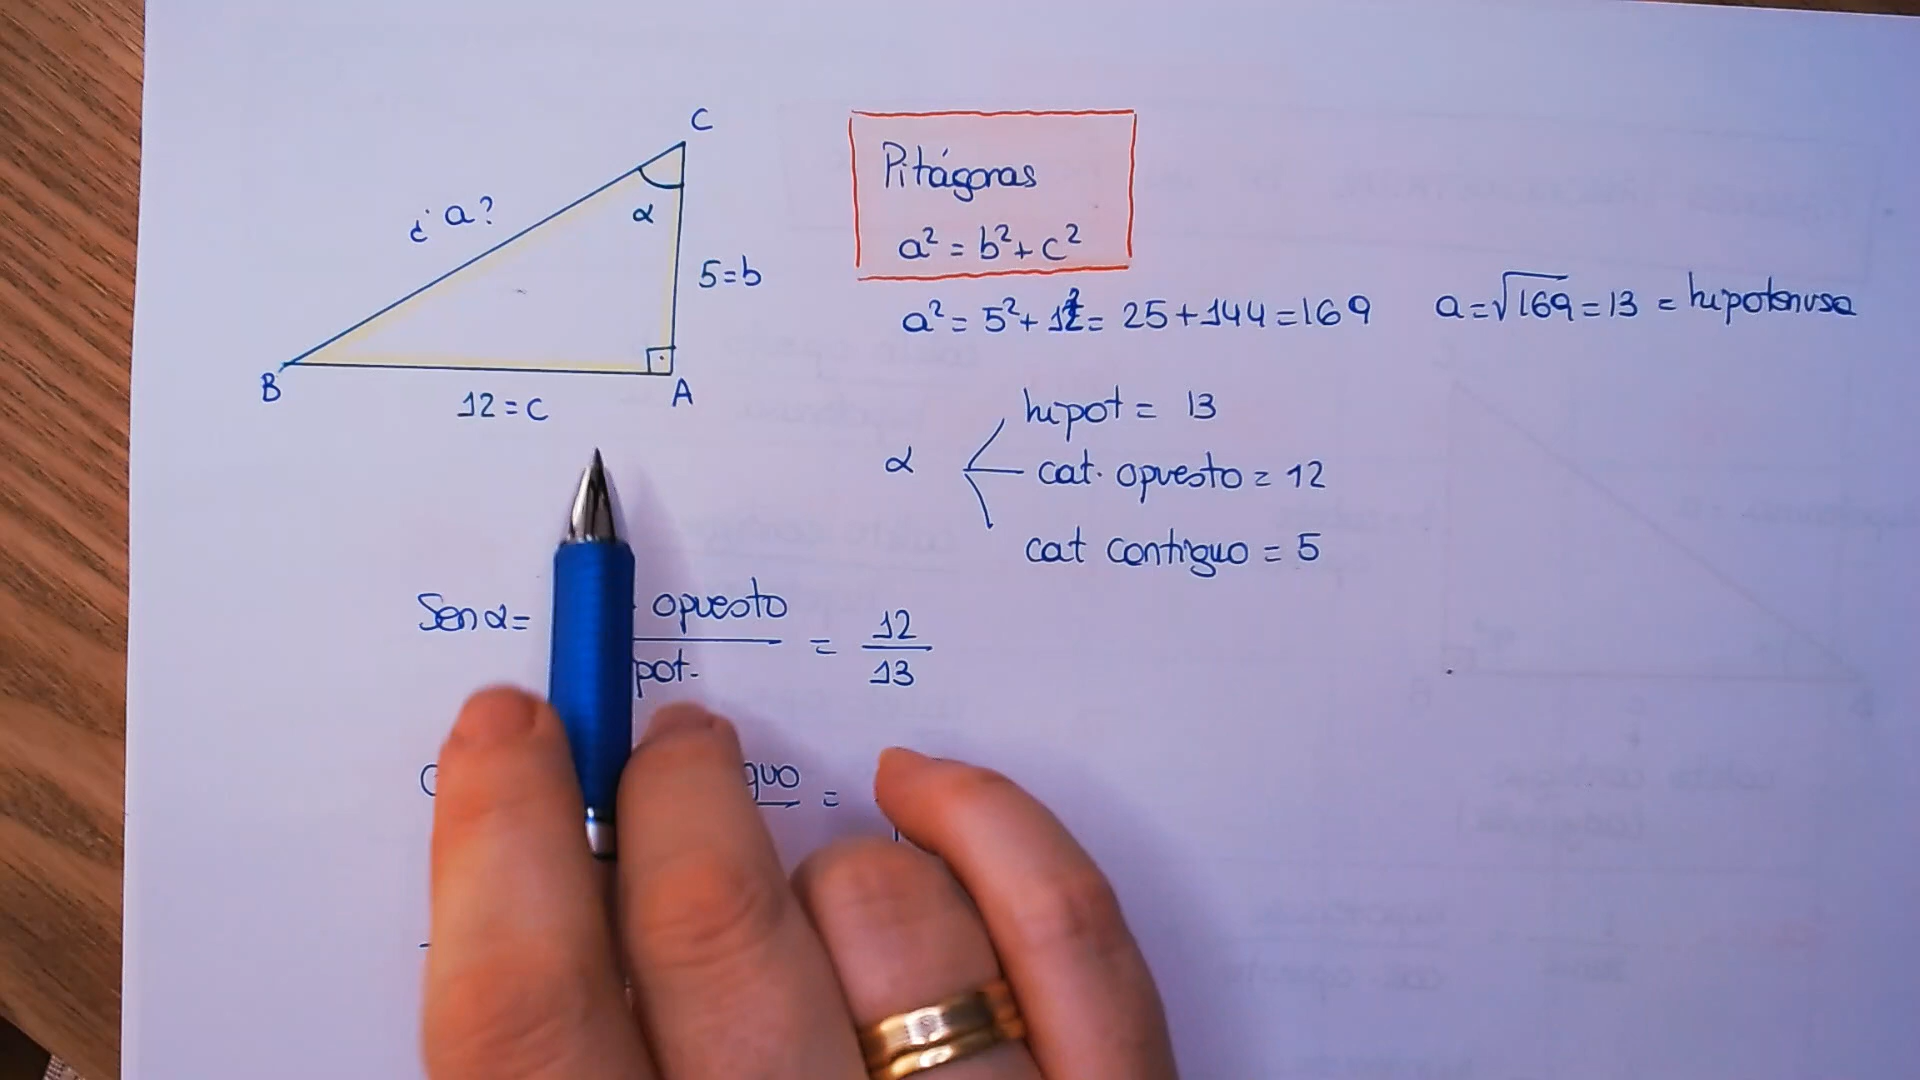 C
¿a?
α
5=b
B
A
12=c
Pitágoras
a² = b²+c²
a² = 5²+12²= 25+144=169
a=√169=13 = hipotenusa
α
hipot = 13
cat. opuesto = 12
cat contiguo = 5
Sen α= opuesto = 12
pot. 13
guo =